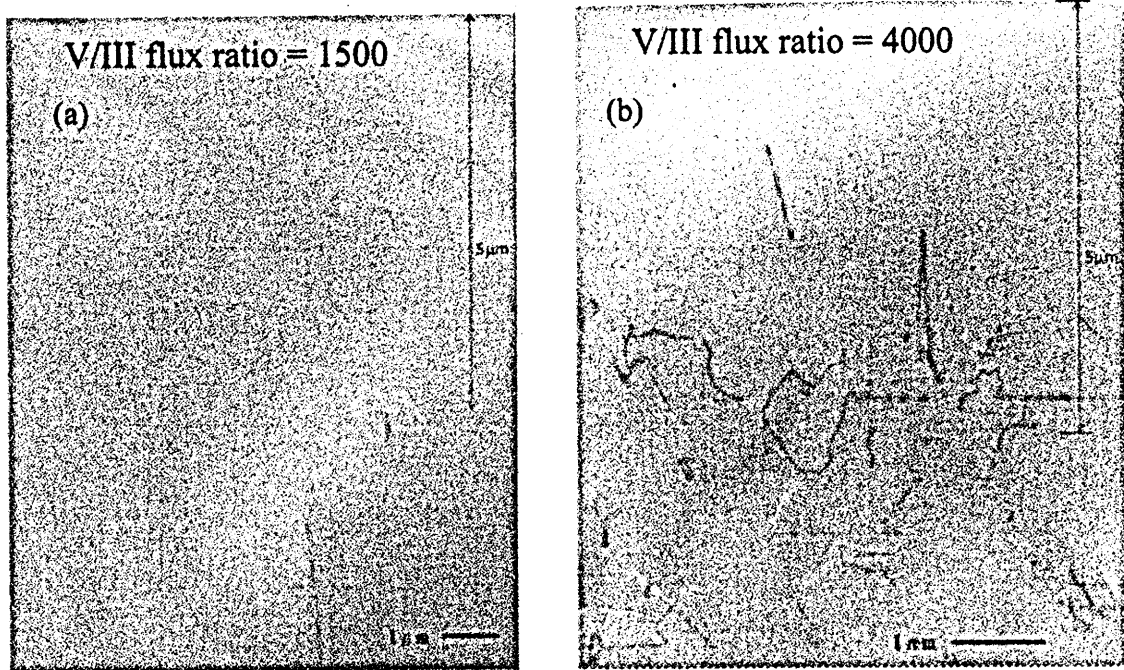 V/III flux ratio = 1500
(a)
5μm
V/III flux ratio = 4000
(b)
5μm